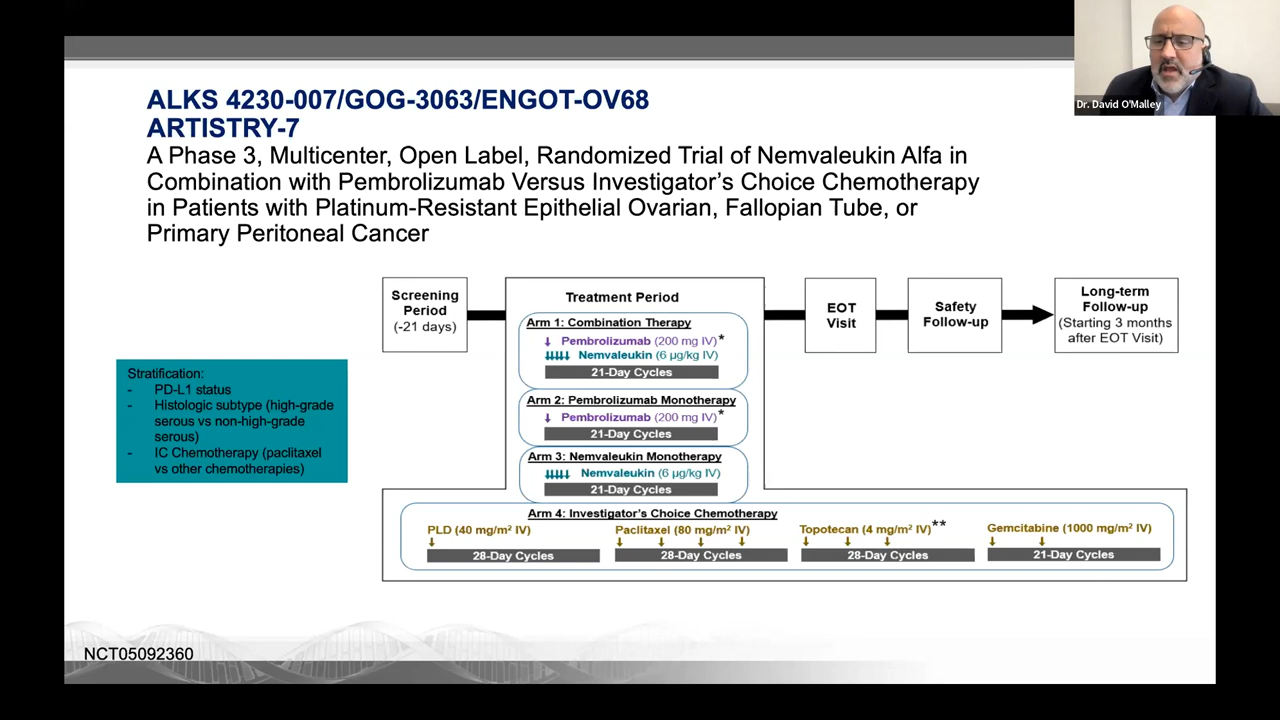 Dr. David O'Malley
ALKS 4230-007/GOG-3063/ENGOT-OV68
ARTISTRY-7
A Phase 3, Multicenter, Open Label, Randomized Trial of Nemvaleukin Alfa in
Combination with Pembrolizumab Versus Investigator's Choice Chemotherapy
in Patients with Platinum-Resistant Epithelial Ovarian, Fallopian Tube, or
Primary Peritoneal Cancer
Screening
Period
(-21 days)
Treatment Period
Arm 1: Combination Therapy
Pembrolizumab (200 mg IV)*
Nemvaleukin (6 µg/kg IV)
21-Day Cycles
Arm 2: Pembrolizumab Monotherapy
Pembrolizumab (200 mg IV)*
21-Day Cycles
Arm 3: Nemvaleukin Monotherapy
Nemvaleukin (6 µg/kg IV)
21-Day Cycles
EOT
Visit
Safety
Follow-up
Long-term
Follow-up
(Starting 3 months
after EOT Visit)
Stratification:
- PD-L1 status
- Histologic subtype (high-grade
serous vs non-high-grade
serous)
- IC Chemotherapy (paclitaxel
vs other chemotherapies)
Arm 4: Investigator's Choice Chemotherapy
PLD (40 mg/m² IV)
28-Day Cycles
Paclitaxel (80 mg/m² IV)
28-Day Cycles
Topotecan (4 mg/m² IV)**
28-Day Cycles
Gemcitabine (1000 mg/m² IV)
21-Day Cycles
NCT05092360